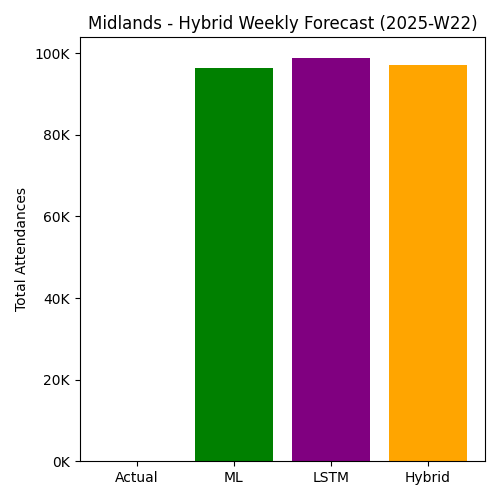 Midlands - Hybrid Weekly Forecast (2025-W22)
100K
80K
60K
40K
20K
0K
Total Attendances
Actual ML LSTM Hybrid